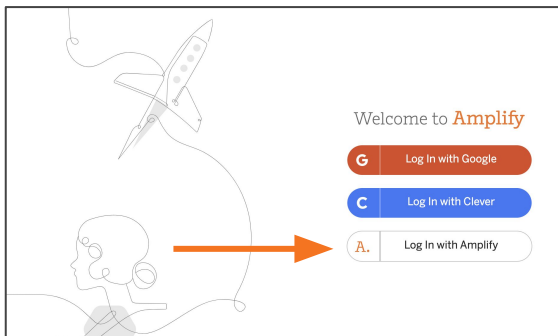 Welcome to Amplify
G Log In with Google
C Log In with Clever
A. Log In with Amplify